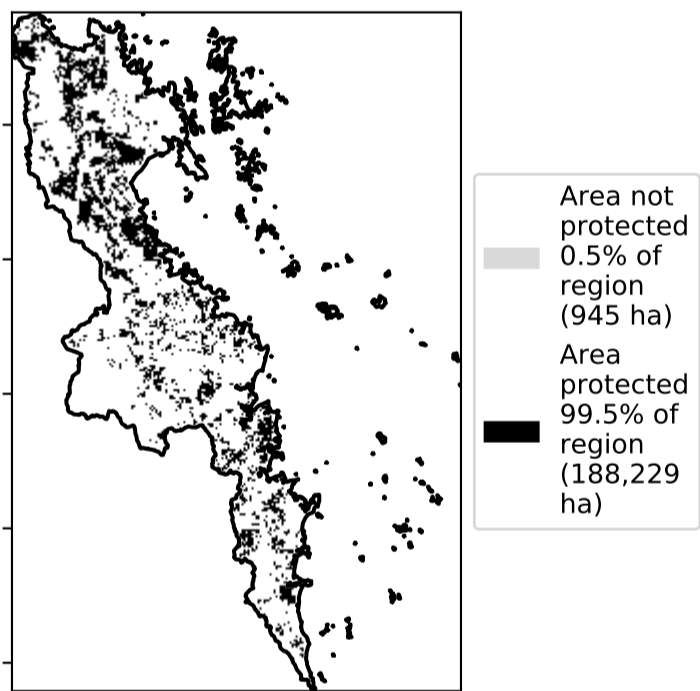 Area not
protected
0.5% of
region
(945 ha)
Area
protected
99.5% of
region
(188,229
ha)